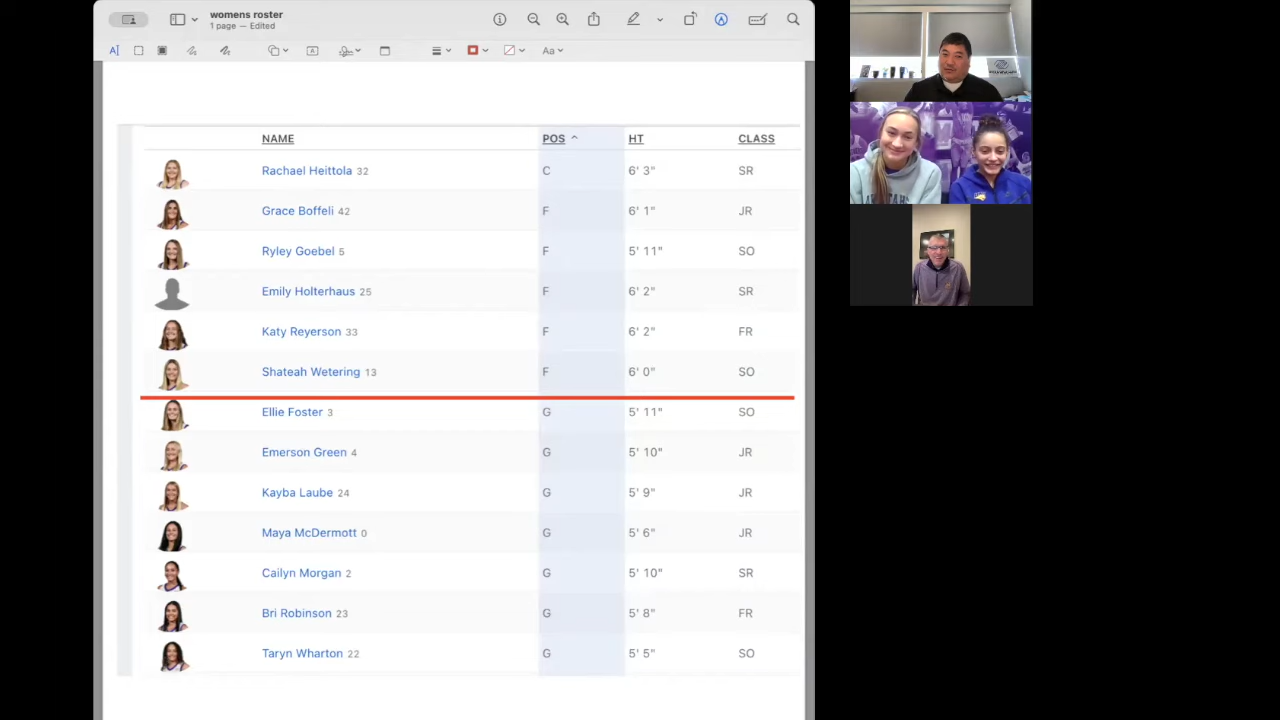 womens roster
1 page — Edited
Aa
NAME POS HT CLASS
Rachael Heittola 32 C 6' 3" SR
Grace Boffeli 42 F 6' 1" JR
Ryley Goebel 5 F 5' 11" SO
Emily Holterhaus 25 F 6' 2" SR
Katy Reyerson 33 F 6' 2" FR
Shateah Wetering 13 F 6' 0" SO
Ellie Foster 3 G 5' 11" SO
Emerson Green 4 G 5' 10" JR
Kayba Laube 24 G 5' 9" JR
Maya McDermott 0 G 5' 6" JR
Cailyn Morgan 2 G 5' 10" SR
Bri Robinson 23 G 5' 8" FR
Taryn Wharton 22 G 5' 5" SO